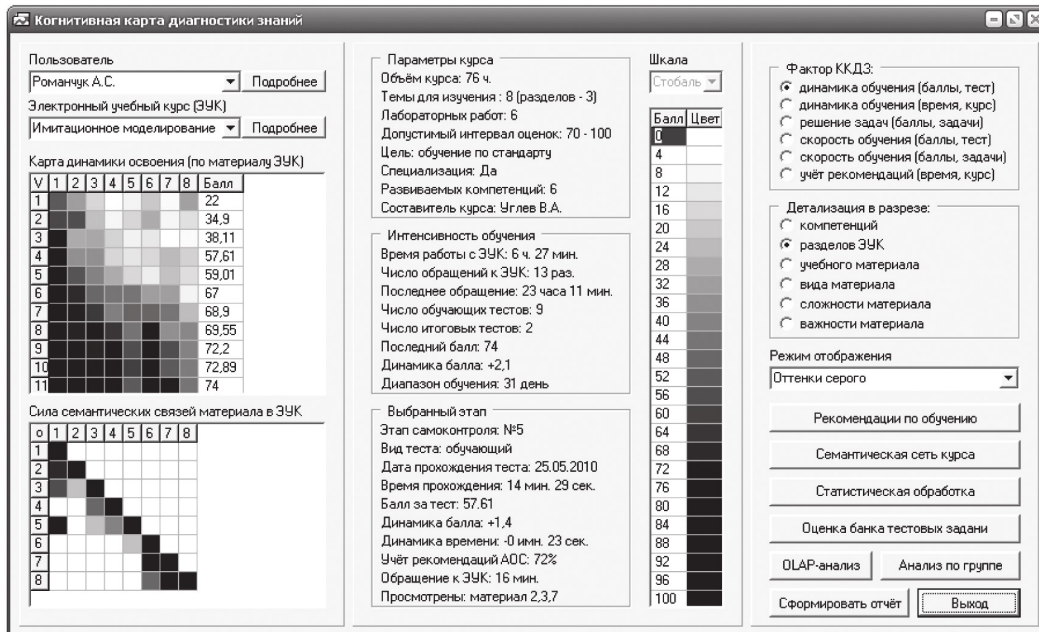 Когнитивная карта диагностики знаний
Пользователь
Романчук А.С.
Подробнее
Электронный учебный курс (ЭУК)
Имитационное моделирование
Подробнее
Карта динамики освоения (по материалу ЭУК)
V 1 2 3 4 5 6 7 8 Балл
1 22
2 34,9
3 38,11
4 57,61
5 59,01
6 67
7 68,9
8 69,55
9 72,2
10 72,89
11 74
Сила семантических связей материала в ЭУК
о 1 2 3 4 5 6 7 8
1
2
3
4
5
6
7
8
Параметры курса
Объём курса: 76 ч.
Темы для изучения : 8 (разделов - 3)
Лабораторных работ: 6
Допустимый интервал оценок: 70 - 100
Цель: обучение по стандарту
Специализация: Да
Развиваемых компетенций: 6
Составитель курса: Углев В.А.
Интенсивность обучения
Время работы с ЭУК: 6 ч. 27 мин.
Число обращений к ЭУК: 13 раз.
Последнее обращение: 23 часа 11 мин.
Число обучающих тестов: 9
Число итоговых тестов: 2
Последний балл: 74
Динамика балла: +2,1
Диапазон обучения: 31 день
Выбранный этап
Этап самоконтроля: №5
Вид теста: обучающий
Дата прохождения теста: 25.05.2010
Время прохождения: 14 мин. 29 сек.
Балл за тест: 57.61
Динамика балла: +1,4
Динамика времени: -0 имн. 23 сек.
Учёт рекомендаций АОС: 72%
Обращение к ЭУК: 16 мин.
Просмотрены: материал 2,3,7
Шкала
Стобаль
Балл Цвет
0
4
8
12
16
20
24
28
32
36
40
44
48
52
56
60
64
68
72
76
80
84
88
92
96
100
Фактор ККДЗ:
динамика обучения (баллы, тест)
динамика обучения (время, курс)
решение задач (баллы, задачи)
скорость обучения (баллы, тест)
скорость обучения (баллы, задачи)
учёт рекомендаций (время, курс)
Детализация в разрезе:
компетенций
разделов ЭУК
учебного материала
вида материала
сложности материала
важности материала
Режим отображения
Оттенки серого
Рекомендации по обучению
Семантическая сеть курса
Статистическая обработка
Оценка банка тестовых задани
OLAP-анализ
Анализ по группе
Сформировать отчёт
Выход